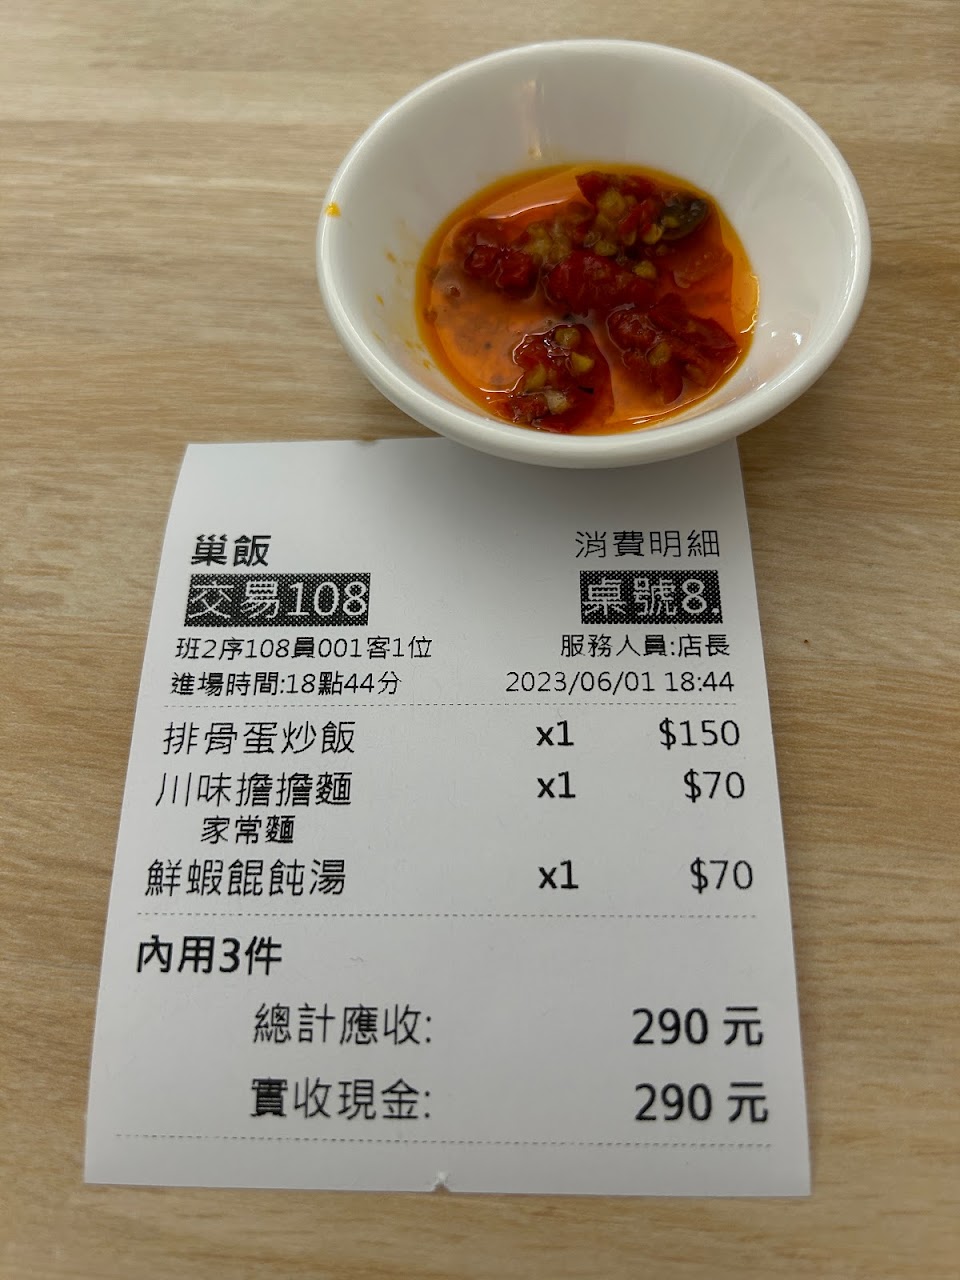 巢飯 消費明細
交易108 桌號8.
班2序108員001客1位 服務人員:店長
進場時間:18點44分 2023/06/01 18:44
排骨蛋炒飯 x1 $150
川味擔擔麵 x1 $70
家常麵
鮮蝦餛飩湯 x1 $70
內用3件
總計應收: 290 元
實收現金: 290 元